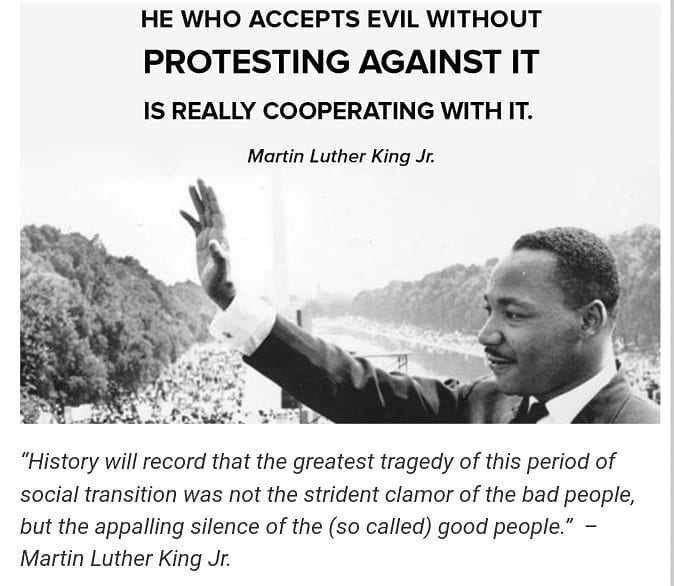 HE WHO ACCEPTS EVIL WITHOUT
PROTESTING AGAINST IT
IS REALLY COOPERATING WITH IT.
Martin Luther King Jr.
“History will record that the greatest tragedy of this period of
social transition was not the strident clamor of the bad people,
but the appalling silence of the (so called) good people.” –
Martin Luther King Jr.